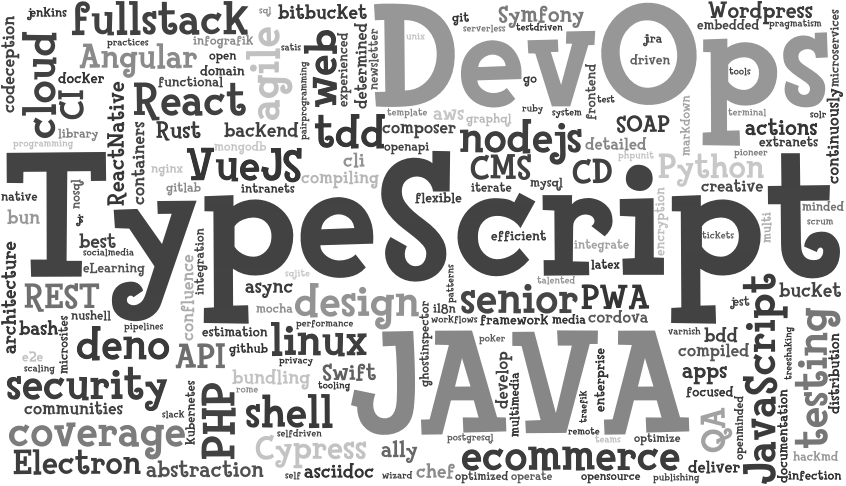 jenkins
fullstack
sql
bitbucket
git
Symfony
Wordpress
serverless
testdriven
embedded
pragmatism
practices
infografik
codeception
cloud
CI
Angular
agile
satis
open
web
experienced
determined
newsletter
unix
DevOps
jra
driven
tools
microservices
docker
domain
functional
React
pairprogramming
go
ruby
system
frontend
test
template
aws
graphql
markdown
terminal
solr
continuously
library
programming
ReactNative
containers
Rust
backend
mongodb
tdd
composer
openapi
nodejs
SOAP
detailed
phpunit
actions
extranets
pioneer
nginx
VueJS
cli
compiling
CMS
CD
Python
gitlab
intranets
flexible
iterate
mysql
creative
native
nosql
bun
jr
TypeScript
encryption
multi
minded
scrum
best
socialmedia
eLearning
efficient
integrate
tickets
architecture
confluence
integration
sqlite
latex
talented
patterns
REST
async
mocha
design
il8n
senior
PWA
jest
bucket
nushell
bash
pipelines
estimation
performance
workflows
framework
media
cordova
varnish
bdd
treeshaking
e2e
scaling
microsites
deno
API
github
linux
privacy
ghostinspector
JAVA
poker
develop
multimedia
compiled
JavaScript
testing
distribution
security
bundling
rome
Swift
tooling
traefik
enterprise
apps
focused
communities
slack
kubernetes
PHP
shell
selfdriven
remote
teams
QA
openminded
documentation
coverage
Cypress
ally
postgresql
optimize
Electron
abstraction
self
asciidoc
wizard
chef
ecommerce
optimized
operate
opensource
publishing
deliver
hackmd
infection